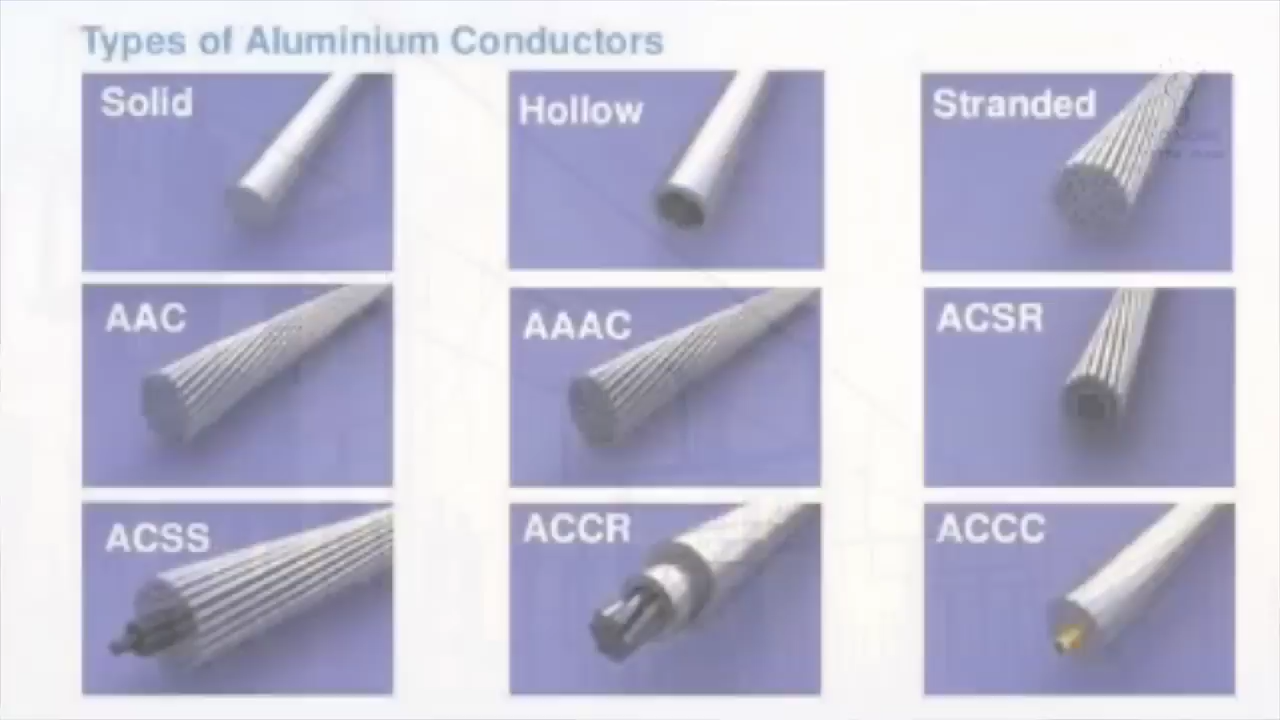 Types of Aluminium Conductors
Solid
Hollow
Stranded
AAC
AAAC
ACSR
ACSS
ACCR
ACCC